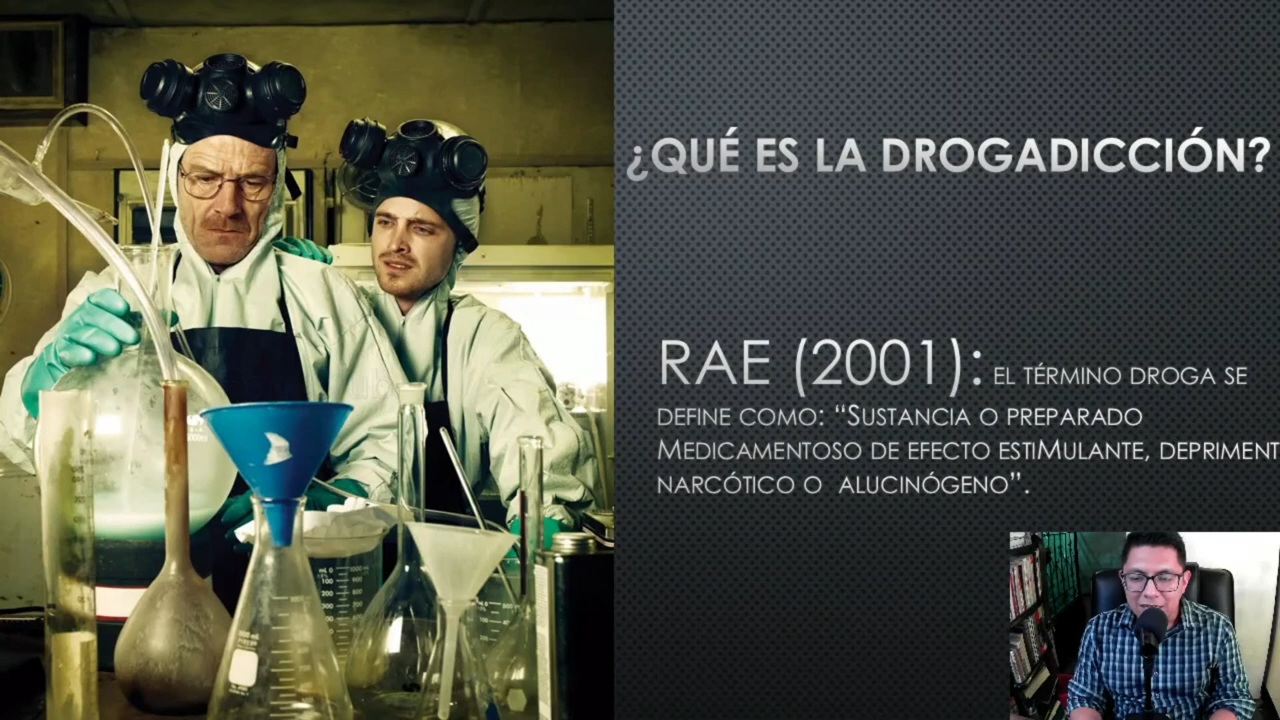 ¿QUÉ ES LA DROGADICCIÓN?
RAE (2001): EL TÉRMINO DROGA SE
DEFINE COMO: “SUSTANCIA O PREPARADO
MEDICAMENTOSO DE EFECTO ESTIMULANTE, DEPRIMENT
NARCÓTICO O ALUCINÓGENO”.